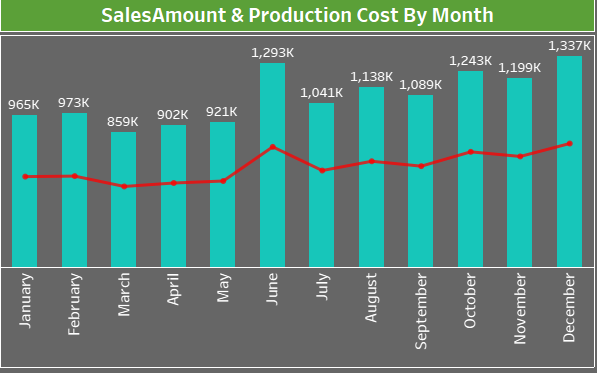 SalesAmount & Production Cost By Month
965K
973K
859K
902K
921K
1,293K
1,041K
1,138K
1,089K
1,243K
1,199K
1,337K
January
February
March
April
May
June
July
August
September
October
November
December